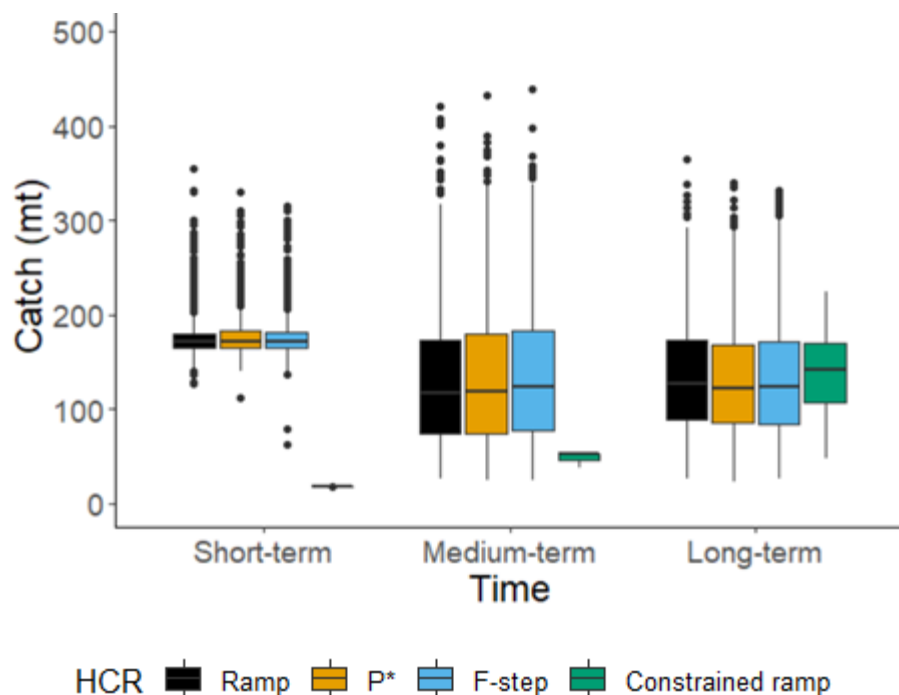 Catch (mt)
500
400
300
200
100
0
Short-term Medium-term Long-term
Time
HCR Ramp P* F-step Constrained ramp